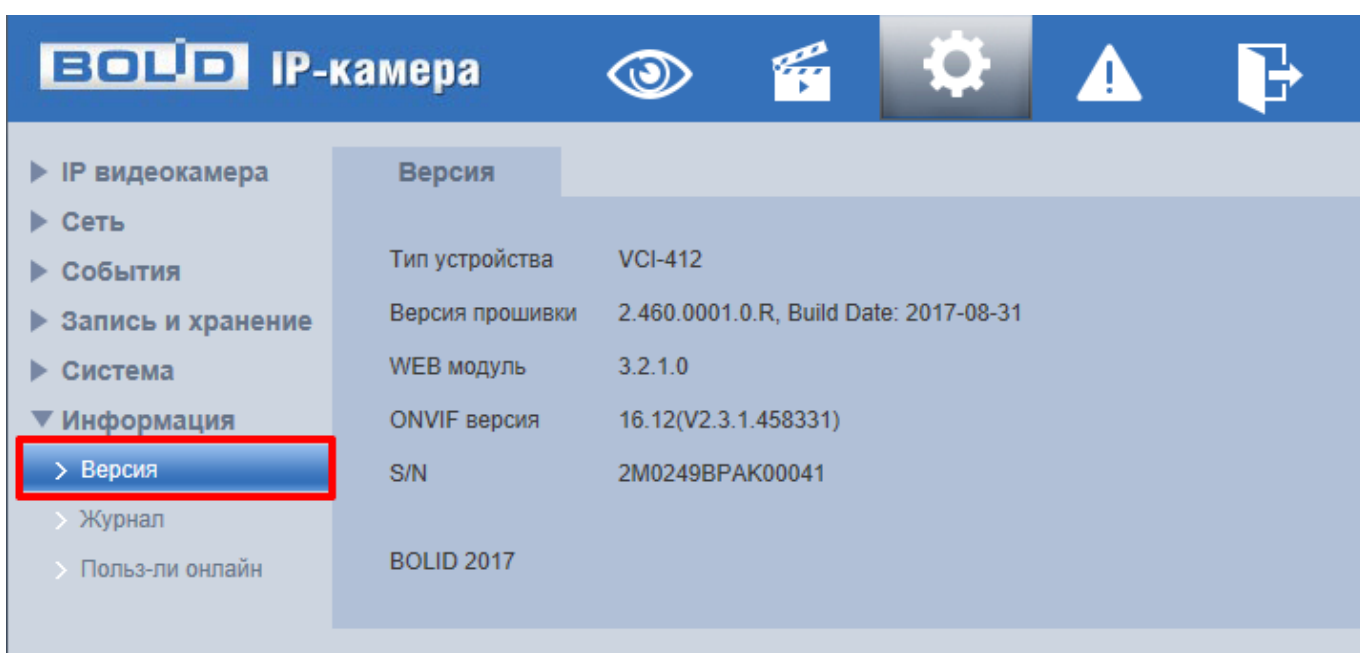 BOLID IP-камера
IP видеокамера
Сеть
События
Запись и хранение
Система
Информация
Версия
Журнал
Польз-ли онлайн
Версия
Тип устройства VCI-412
Версия прошивки 2.460.0001.0.R, Build Date: 2017-08-31
WEB модуль 3.2.1.0
ONVIF версия 16.12(V2.3.1.458331)
S/N 2M0249BPAK00041
BOLID 2017